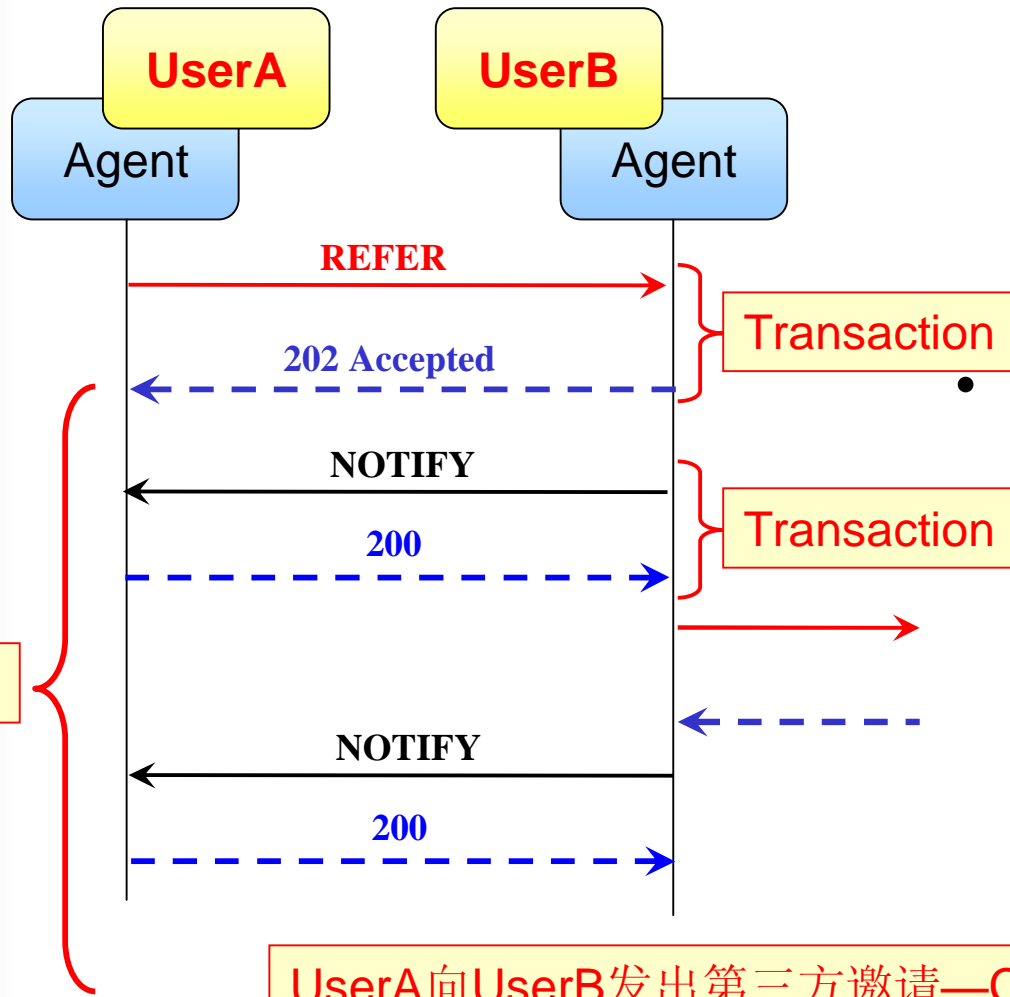 UserA
UserB
Agent
Agent
REFER
Transaction
202 Accepted
•
NOTIFY
Transaction
200
NOTIFY
200
UserA向UserB发出第三方邀请—C